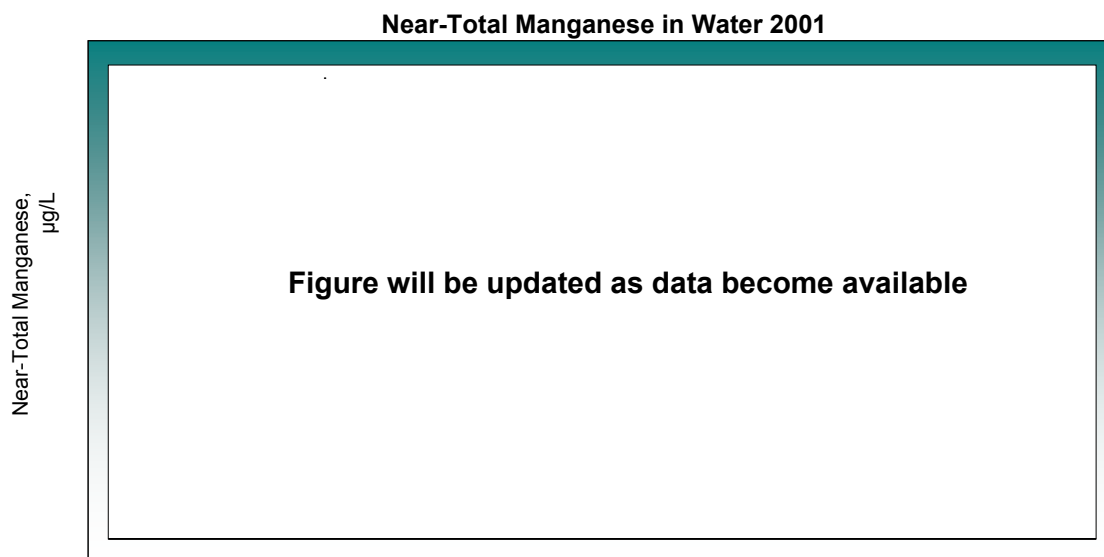 Near-Total Manganese in Water 2001
Near-Total Manganese,
µg/L
Figure will be updated as data become available